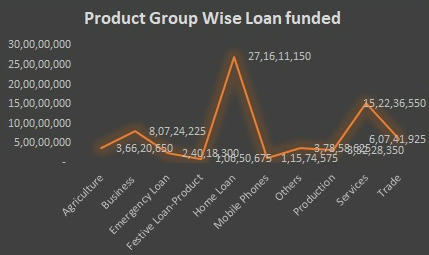 Product Group Wise Loan funded
30,00,00,000
25,00,00,000
20,00,00,000
15,00,00,000
10,00,00,000
5,00,00,000
-
3,66,20,650
8,07,24,225
2,40,18,300
1,06,50,675
27,16,11,150
1,15,74,575
15,22,36,550
6,07,41,925
Agriculture
Business
Emergency Loan
Festive Loan-Product
Home Loan
Mobile Phones
Others
Production
Services
Trade